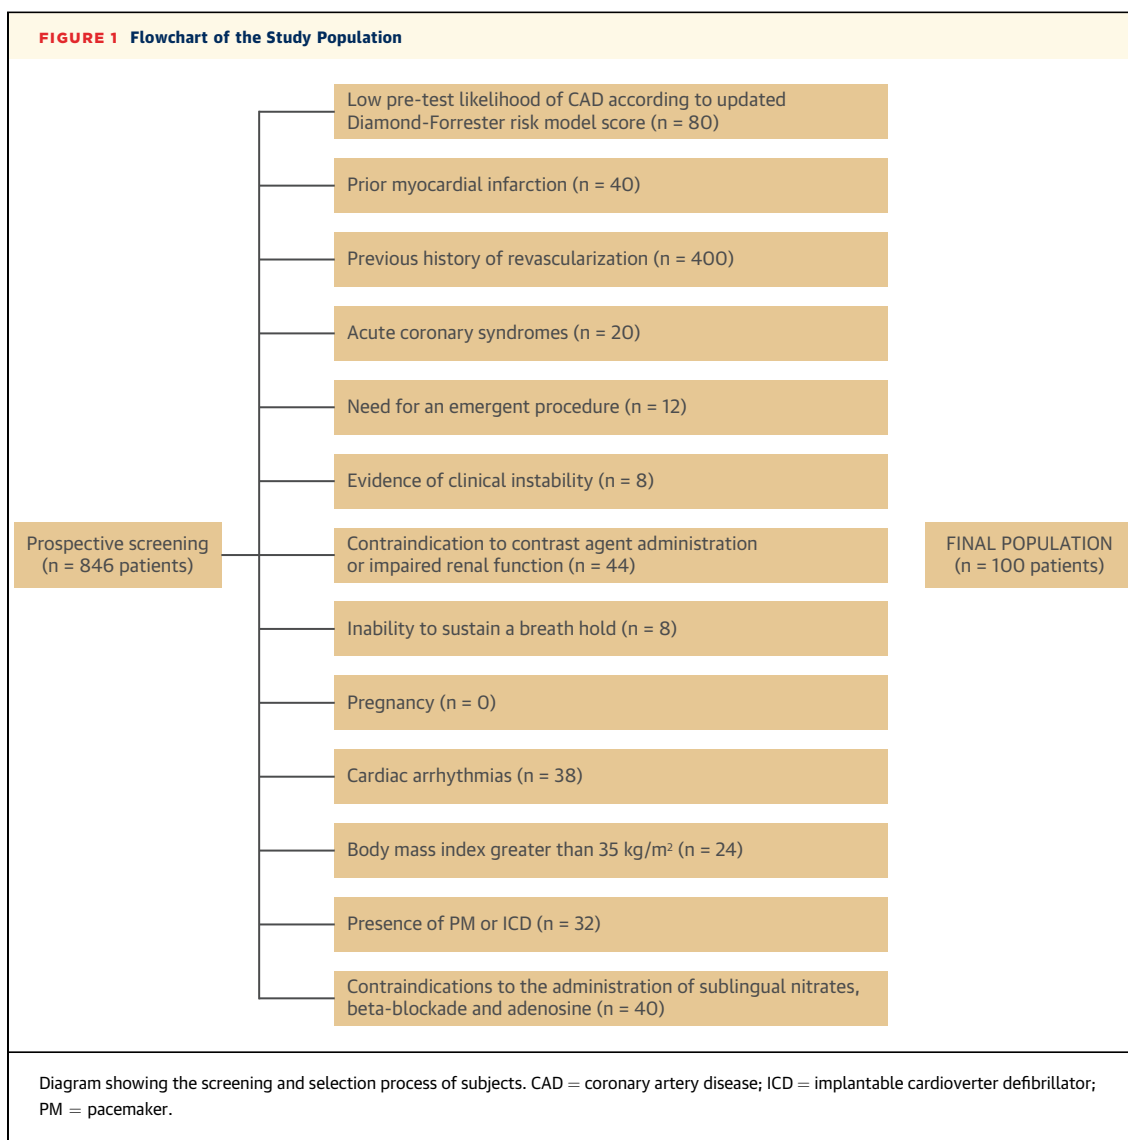 FIGURE 1 Flowchart of the Study Population
Low pre-test likelihood of CAD according to updated
Diamond-Forrester risk model score (n = 80)
Prior myocardial infarction (n = 40)
Previous history of revascularization (n = 400)
Acute coronary syndromes (n = 20)
Need for an emergent procedure (n = 12)
Evidence of clinical instability (n = 8)
Prospective screening
(n = 846 patients)
Contraindication to contrast agent administration
or impaired renal function (n = 44)
FINAL POPULATION
(n = 100 patients)
Inability to sustain a breath hold (n = 8)
Pregnancy (n = 0)
Cardiac arrhythmias (n = 38)
Body mass index greater than 35 kg/m² (n = 24)
Presence of PM or ICD (n = 32)
Contraindications to the administration of sublingual nitrates,
beta-blockade and adenosine (n = 40)
Diagram showing the screening and selection process of subjects. CAD = coronary artery disease; ICD = implantable cardioverter defibrillator;
PM = pacemaker.